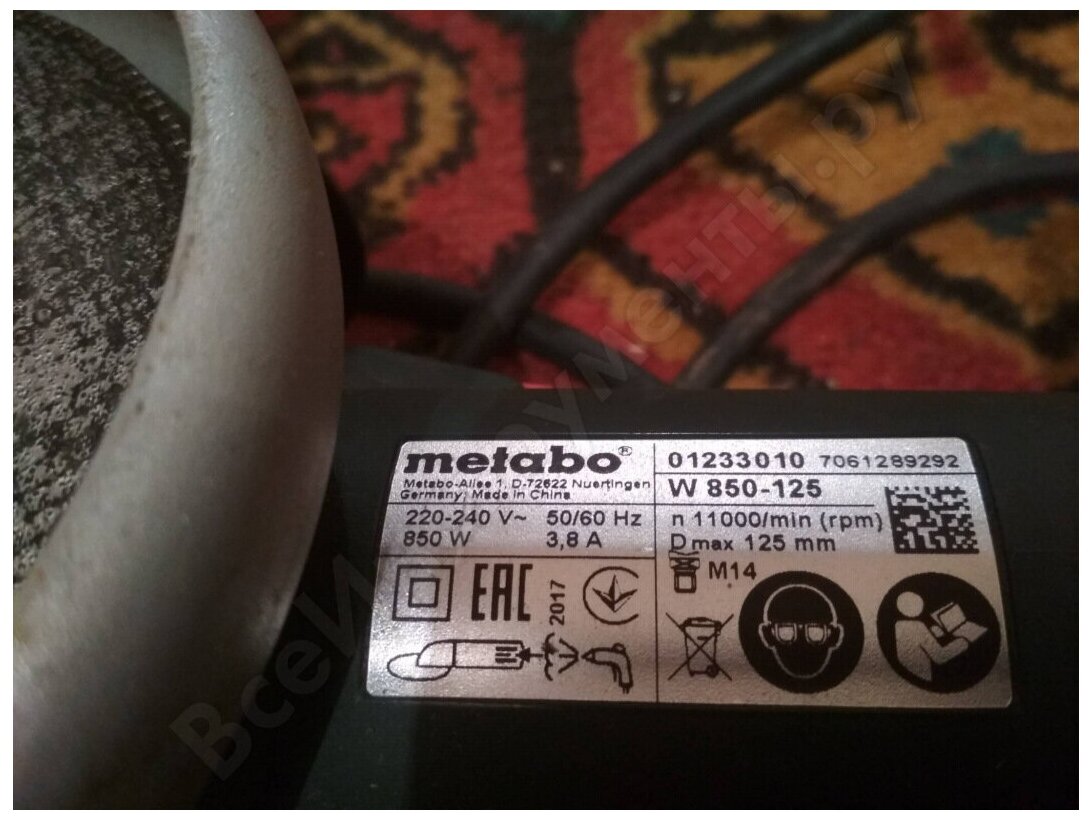 metabo®
Metabo-Allee 1, D-72622 Nuertingen
Germany; Made in China
220-240 V~ 50/60 Hz
850 W 3,8 A
EAC
2017
01233010 7061289292
W 850-125
n 11000/min (rpm)
Dmax 125 mm
M14
ВсеИнструменты.ру